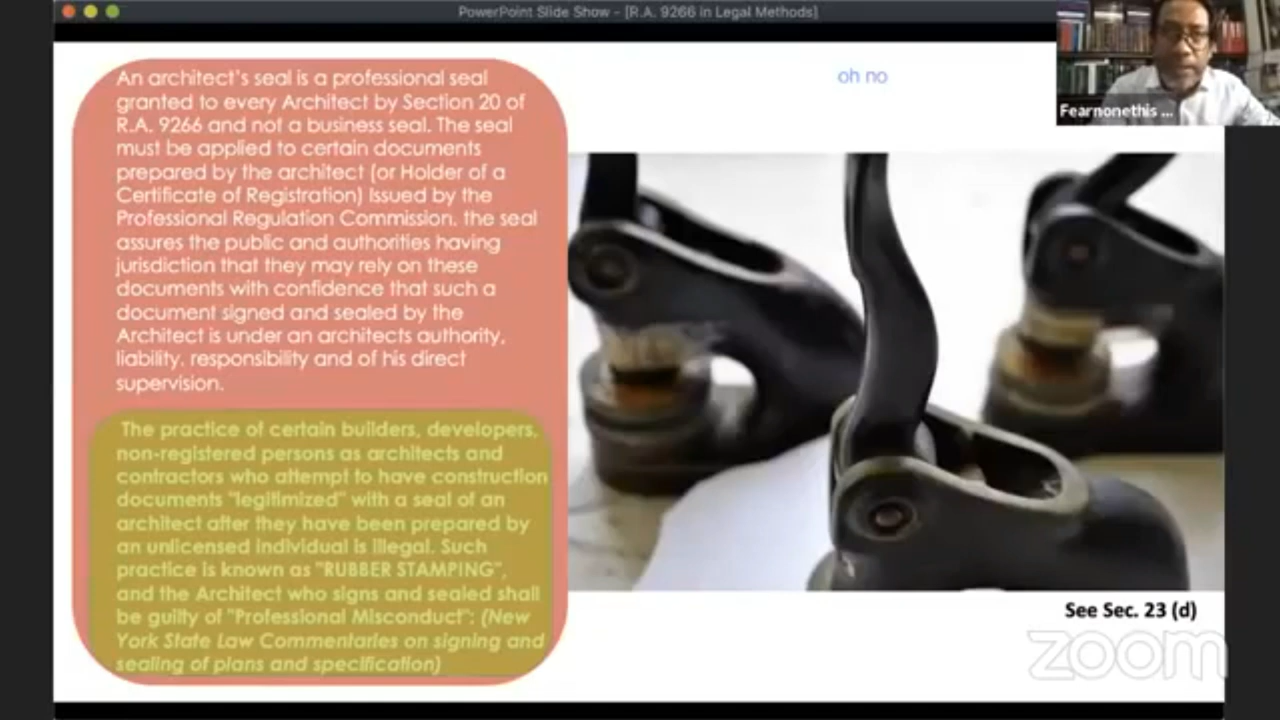 PowerPoint Slide Show - [R.A. 9266 in Legal Methods]
An architect's seal is a professional seal
granted to every Architect by Section 20 of
R.A. 9266 and not a business seal. The seal
must be applied to certain documents
prepared by the architect (or Holder of a
Certificate of Registration) Issued by the
Professional Regulation Commission. the seal
assures the public and authorities having
jurisdiction that they may rely on these
documents with confidence that such a
document signed and sealed by the
Architect is under an architects authority,
liability. responsibility and of his direct
supervision.
The practice of certain builders, developers,
non-registered persons as architects and
contractors who attempt to have construction
documents "legitimized" with a seal of an
architect after they have been prepared by
an unlicensed individual is illegal. Such
practice is known as "RUBBER STAMPING",
and the Architect who signs and sealed shall
be guilty of "Professional Misconduct": (New
York State Law Commentaries on signing and
sealing of plans and specification)
oh no
Fearnonethis ...
See Sec. 23 (d)
zoom